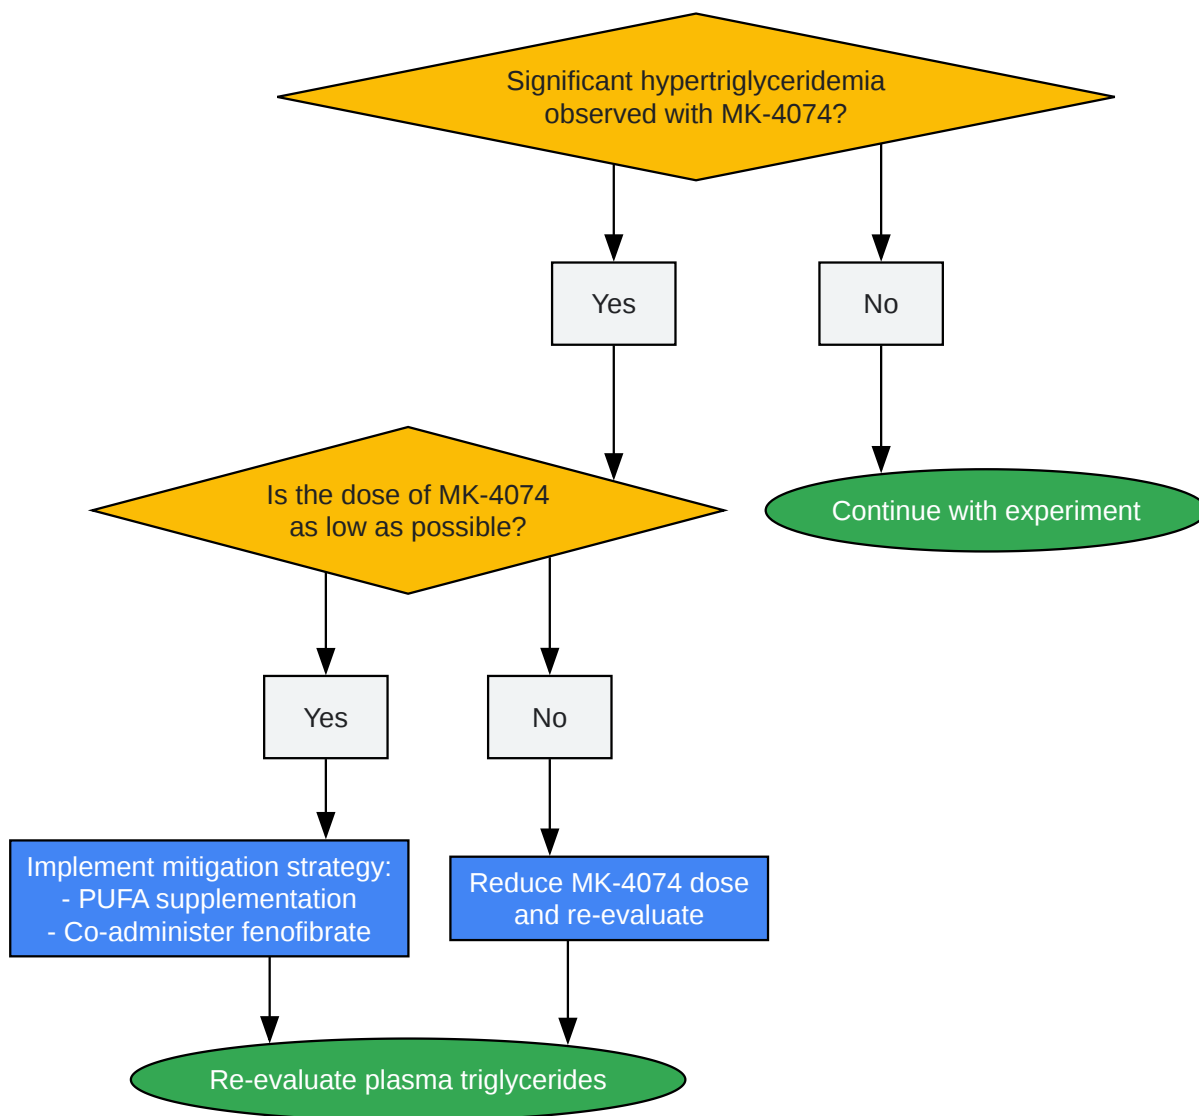 Significant hypertriglyceridemia
observed with MK-4074?
Yes
No
Is the dose of MK-4074
as low as possible?
Continue with experiment
Yes
No
Implement mitigation strategy:
- PUFA supplementation
- Co-administer fenofibrate
Reduce MK-4074 dose
and re-evaluate
Re-evaluate plasma triglycerides